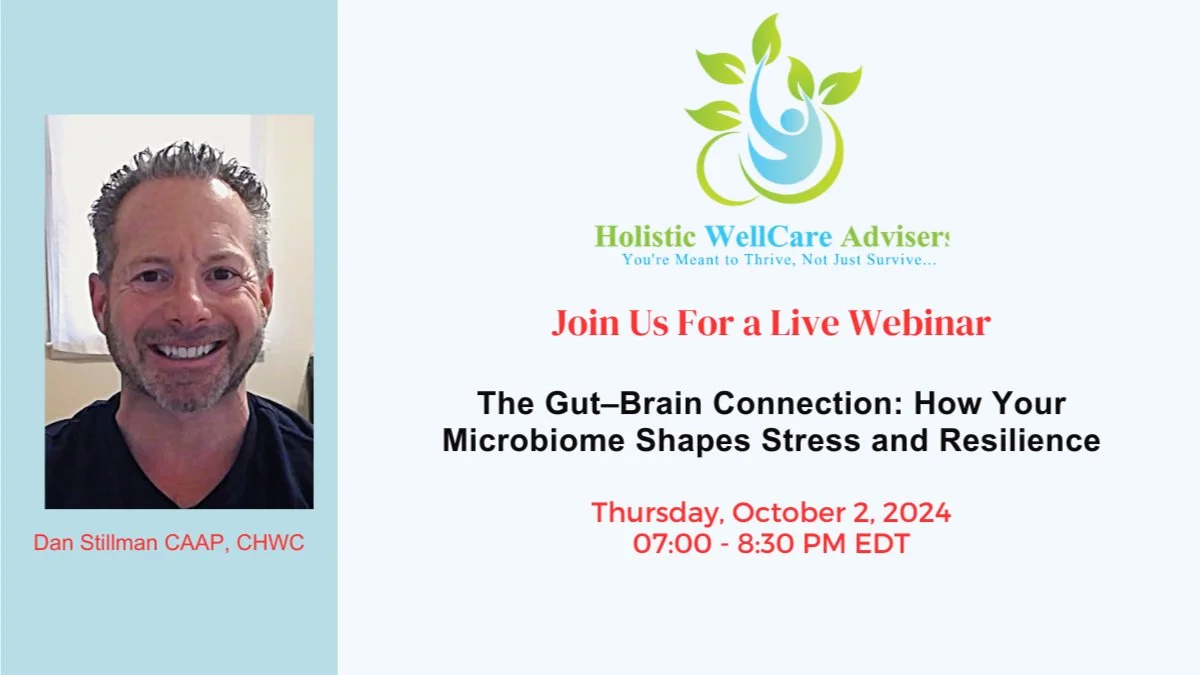 Holistic WellCare Advisers
You're Meant to Thrive, Not Just Survive...
Join Us For a Live Webinar
The Gut–Brain Connection: How Your
Microbiome Shapes Stress and Resilience
Thursday, October 2, 2024
07:00 - 8:30 PM EDT
Dan Stillman CAAP, CHWC